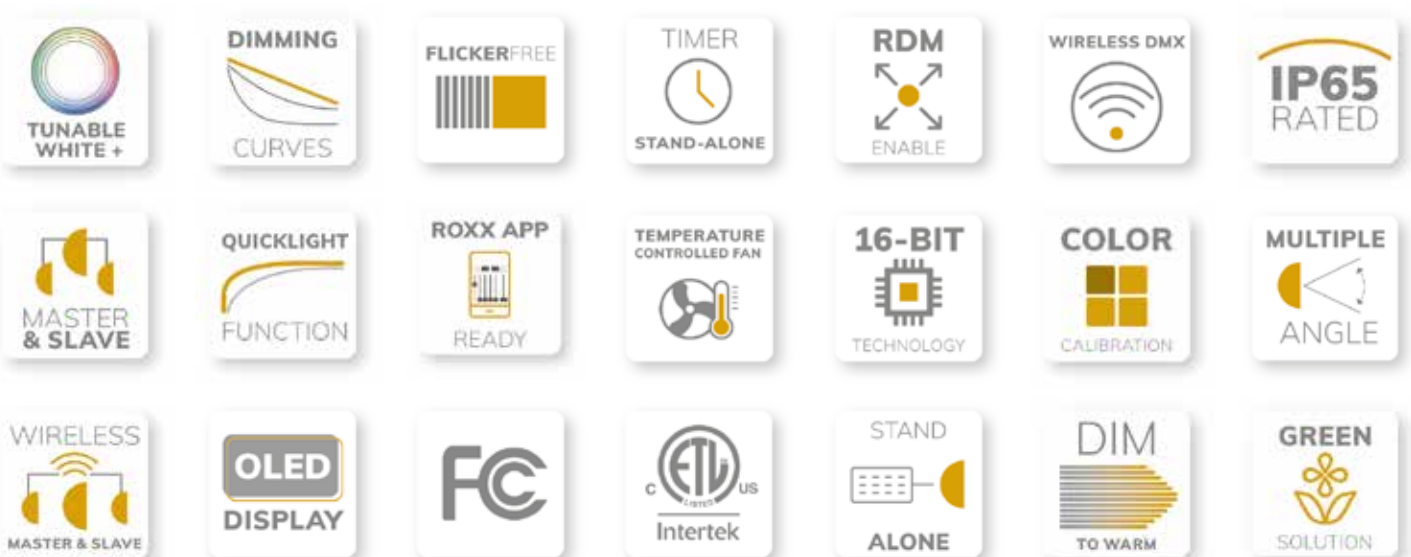 TUNABLE
WHITE +
DIMMING
CURVES
FLICKERFREE
TIMER
STAND-ALONE
RDM
ENABLE
WIRELESS DMX
IP65
RATED
MASTER
& SLAVE
QUICKLIGHT
FUNCTION
ROXX APP
READY
TEMPERATURE
CONTROLLED FAN
16-BIT
TECHNOLOGY
COLOR
CALIBRATION
MULTIPLE
ANGLE
WIRELESS
MASTER & SLAVE
OLED
DISPLAY
FC
ETL
C US
LISTED
Intertek
STAND
ALONE
DIM
TO WARM
GREEN
SOLUTION